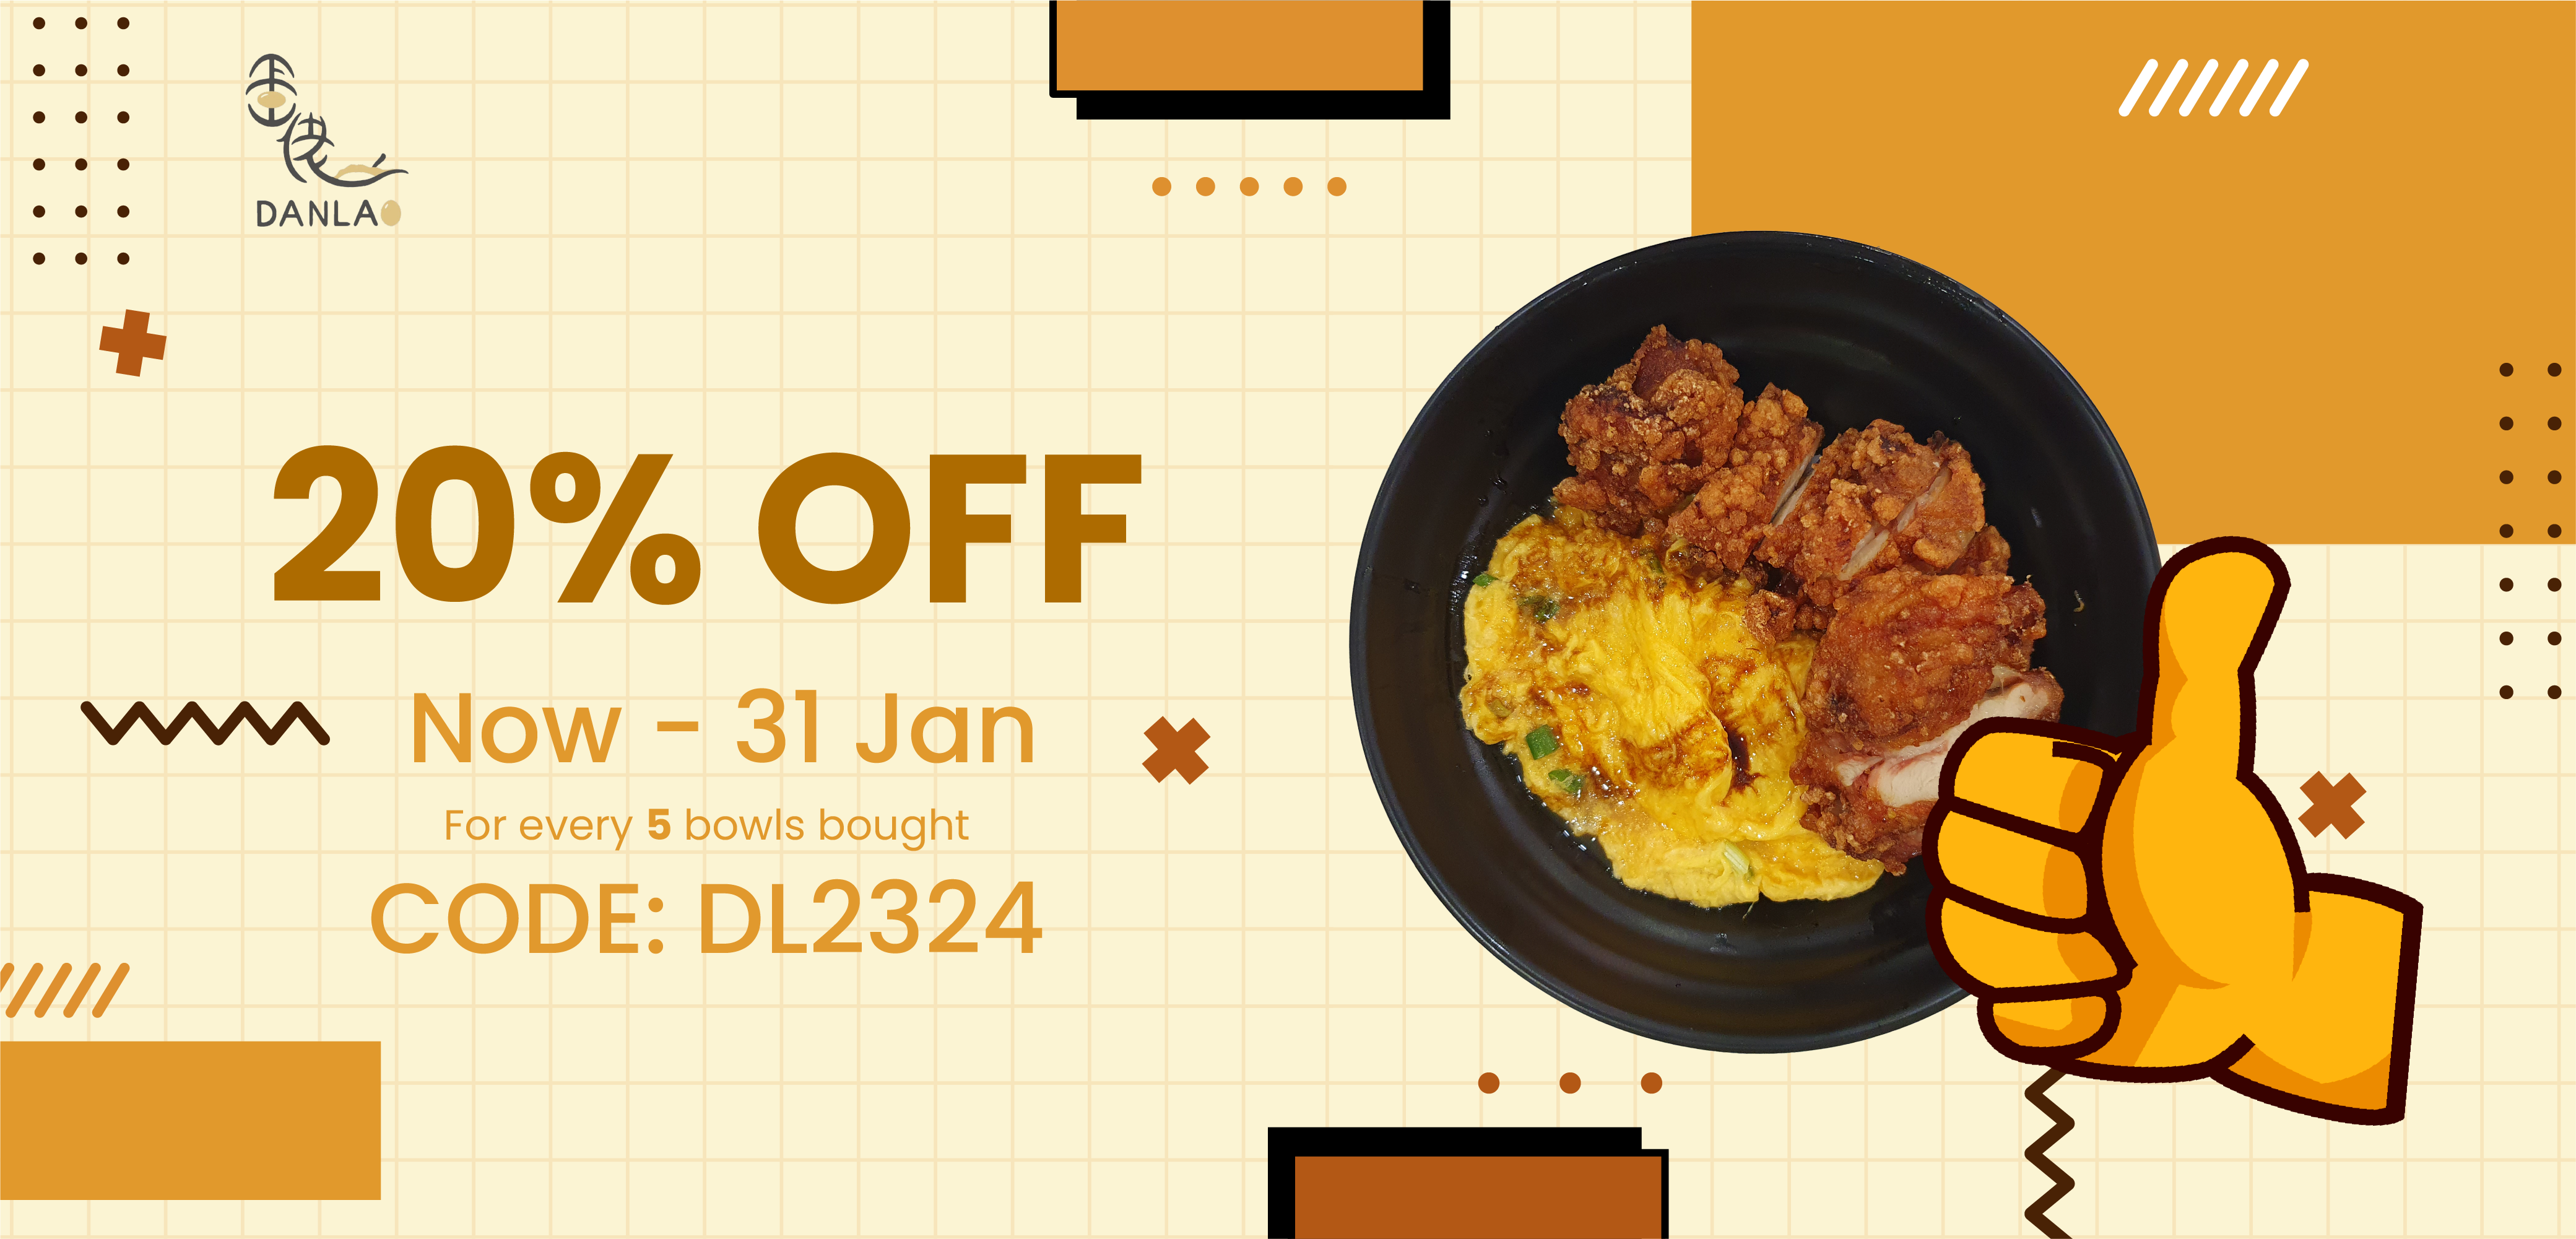 DANLAO
20% OFF
Now - 31 Jan
For every 5 bowls bought
CODE: DL2324